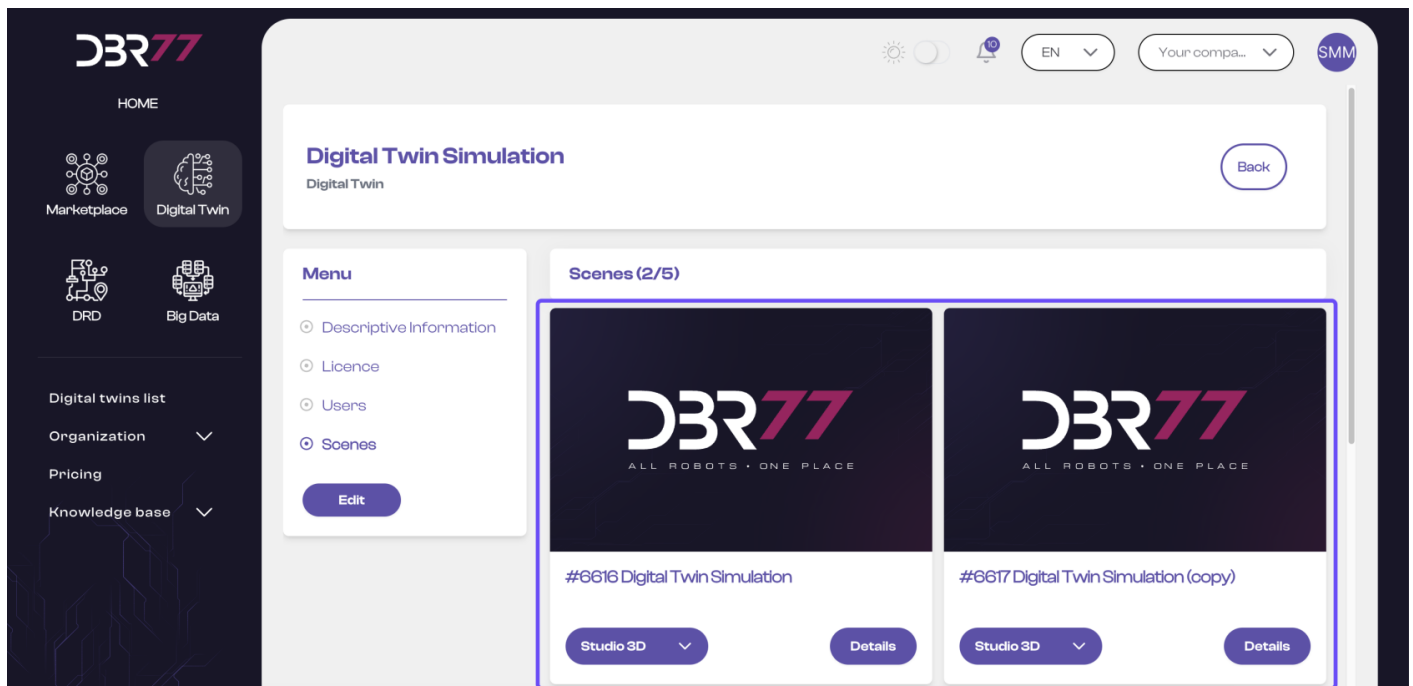 DBR77
HOME
Marketplace
Digital Twin
DRD
Big Data
Digital twins list
Organization
Pricing
Knowledge base
10
EN
Your compa...
SMM
Digital Twin Simulation
Digital Twin
Back
Menu
Descriptive Information
Licence
Users
Scenes
Edit
Scenes (2/5)
DBR77
ALL ROBOTS • ONE PLACE
#6616 Digital Twin Simulation
Studio 3D
Details
DBR77
ALL ROBOTS • ONE PLACE
#6617 Digital Twin Simulation (copy)
Studio 3D
Details